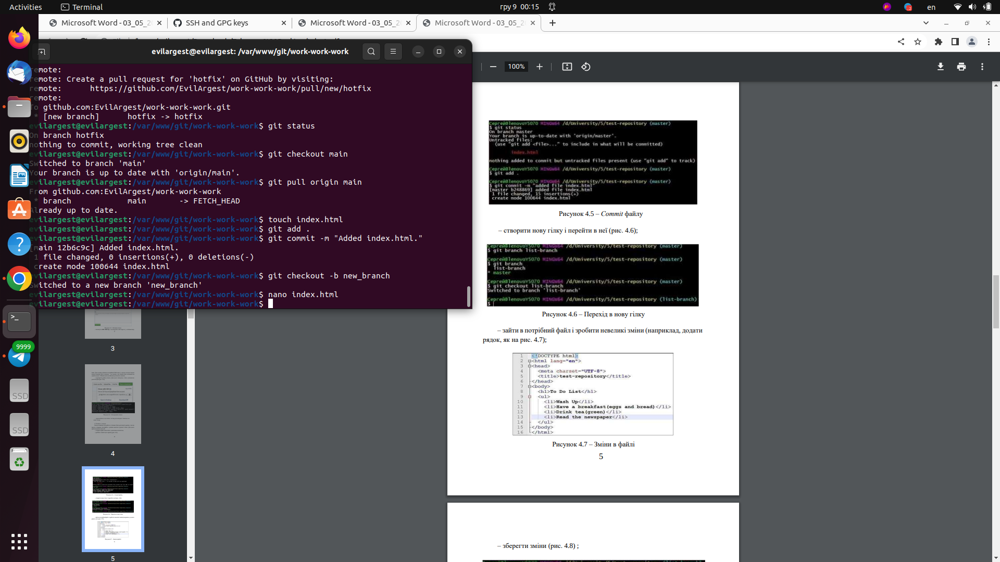 Activities
Terminal
гру 9 00:15
en
Microsoft Word - 03_05_2
SSH and GPG keys
Microsoft Word - 03_05_2
Microsoft Word - 03_05_2
evilargest@evilargest: /var/www/git/work-work-work
100%
remote:
remote: Create a pull request for 'hotfix' on GitHub by visiting:
remote:      https://github.com/EvilArgest/work-work-work/pull/new/hotfix
remote:
To github.com:EvilArgest/work-work-work.git
 * [new branch]      hotfix -> hotfix
evilargest@evilargest:/var/www/git/work-work-work$ git status
On branch hotfix
nothing to commit, working tree clean
evilargest@evilargest:/var/www/git/work-work-work$ git checkout main
Switched to branch 'main'
Your branch is up to date with 'origin/main'.
evilargest@evilargest:/var/www/git/work-work-work$ git pull origin main
From github.com:EvilArgest/work-work-work
 * branch            main       -> FETCH_HEAD
Already up to date.
evilargest@evilargest:/var/www/git/work-work-work$ touch index.html
evilargest@evilargest:/var/www/git/work-work-work$ git add .
evilargest@evilargest:/var/www/git/work-work-work$ git commit -m "Added index.html."
[main 12b6c9c] Added index.html.
 1 file changed, 0 insertions(+), 0 deletions(-)
 create mode 100644 index.html
evilargest@evilargest:/var/www/git/work-work-work$ git checkout -b new_branch
Switched to a new branch 'new_branch'
evilargest@evilargest:/var/www/git/work-work-work$ nano index.html
evilargest@evilargest:/var/www/git/work-work-work$
9999
SSD
SSD
3
4
5
Сергей@lenovoY5070 MINGW64 /d/University/5/test-repository (master)
$ git status
On branch master
Your branch is up-to-date with 'origin/master'.
Untracked files:
(use "git add <file>..." to include in what will be committed)
index.html
nothing added to commit but untracked files present (use "git add" to track)
Сергей@lenovoY5070 MINGW64 /d/University/5/test-repository (master)
$ git add .
Сергей@lenovoY5070 MINGW64 /d/University/5/test-repository (master)
$ git commit -m "added file index.html"
[master b248869] added file index.html
1 file changed, 15 insertions(+)
create mode 100644 index.html
Рисунок 4.5 – Commit файлу
– створити нову гілку і перейти в неї (рис. 4.6);
Сергей@lenovoY5070 MINGW64 /d/University/5/test-repository (master)
$ git branch list-branch
Сергей@lenovoY5070 MINGW64 /d/University/5/test-repository (master)
$ git branch
list-branch
* master
Сергей@lenovoY5070 MINGW64 /d/University/5/test-repository (master)
$ git checkout list-branch
Switched to branch 'list-branch'
Сергей@lenovoY5070 MINGW64 /d/University/5/test-repository (list-branch)
$
Рисунок 4.6 – Перехід в нову гілку
– зайти в потрібний файл і зробити невеликі зміни (наприклад, додати
рядок, як на рис. 4.7);
1 <!DOCTYPE html>
2 <html lang="en">
3 <head>
4 <meta charset="UTF-8">
5 <title>test-repository</title>
6 </head>
7 <body>
8 <h1>To Do List</h1>
9 <ul>
10 <li>Wash Up</li>
11 <li>Have a breakfast(eggs and bread)</li>
12 <li>Drink tea(green)</li>
13 <li>Read the newspaper</li>
14 </ul>
15 </body>
16 </html>
Рисунок 4.7 – Зміни в файлі
5
– зберегти зміни (рис. 4.8) ;